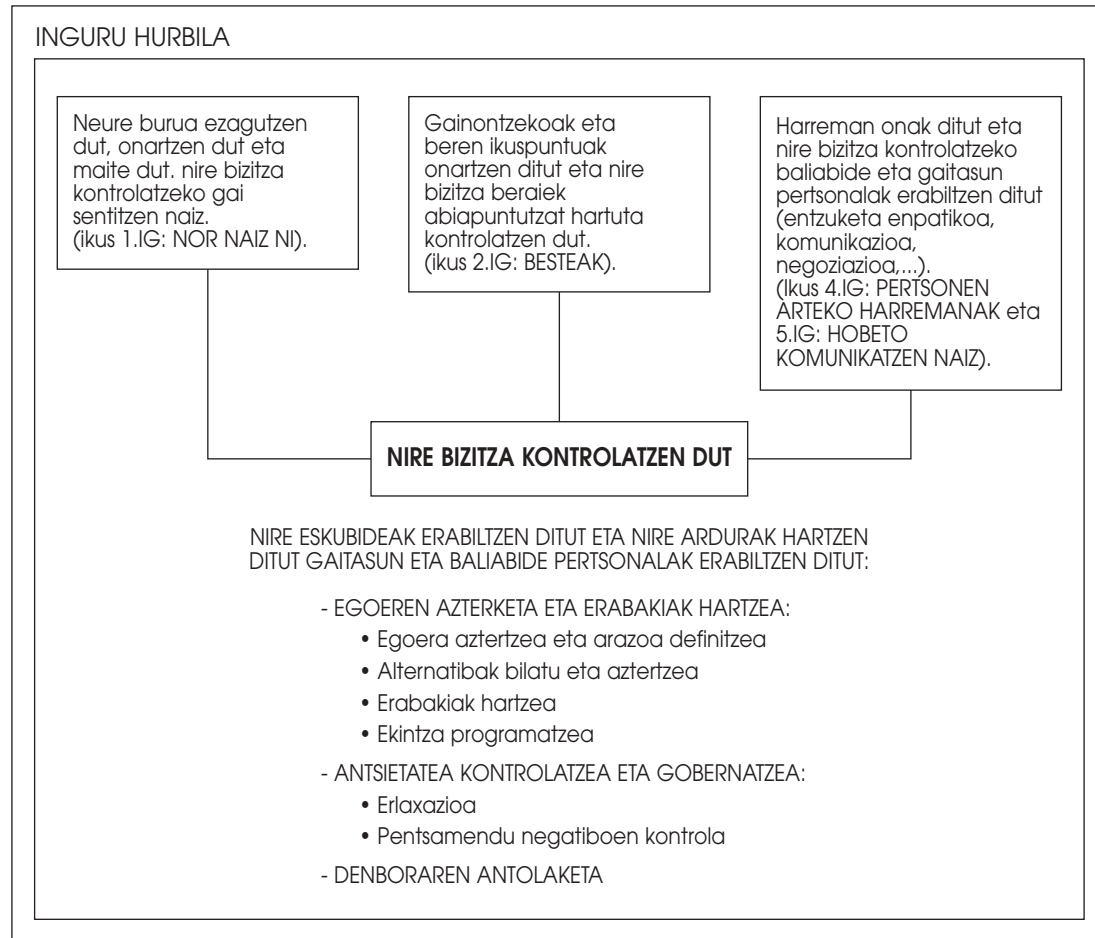 INGURU HURBILA
Neure burua ezagutzen
dut, onartzen dut eta
maite dut. nire bizitza
kontrolatzeko gai
sentitzen naiz.
(ikus 1.IG: NOR NAIZ NI).
Gainontzekoak eta
beren ikuspuntuak
onartzen ditut eta nire
bizitza beraiek
abiapuntutzat hartuta
kontrolatzen dut.
(ikus 2.IG: BESTEAK).
Harreman onak ditut eta
nire bizitza kontrolatzeko
baliabide eta gaitasun
pertsonalak erabiltzen ditut
(entzuketa enpatikoa,
komunikazioa,
negoziazioa,...).
(Ikus 4.IG: PERTSONEN
ARTEKO HARREMANAK eta
5.IG: HOBETO
KOMUNIKATZEN NAIZ).
NIRE BIZITZA KONTROLATZEN DUT
NIRE ESKUBIDEAK ERABILTZEN DITUT ETA NIRE ARDURAK HARTZEN
DITUT GAITASUN ETA BALIABIDE PERTSONALAK ERABILTZEN DITUT:
- EGOEREN AZTERKETA ETA ERABAKIAK HARTZEA:
• Egoera aztertzea eta arazoa definitzea
• Alternatibak bilatu eta aztertzea
• Erabakiak hartzea
• Ekintza programatzea
- ANTSIETATEA KONTROLATZEA ETA GOBERNATZEA:
• Erlaxazioa
• Pentsamendu negatiboen kontrola
- DENBORAREN ANTOLAKETA